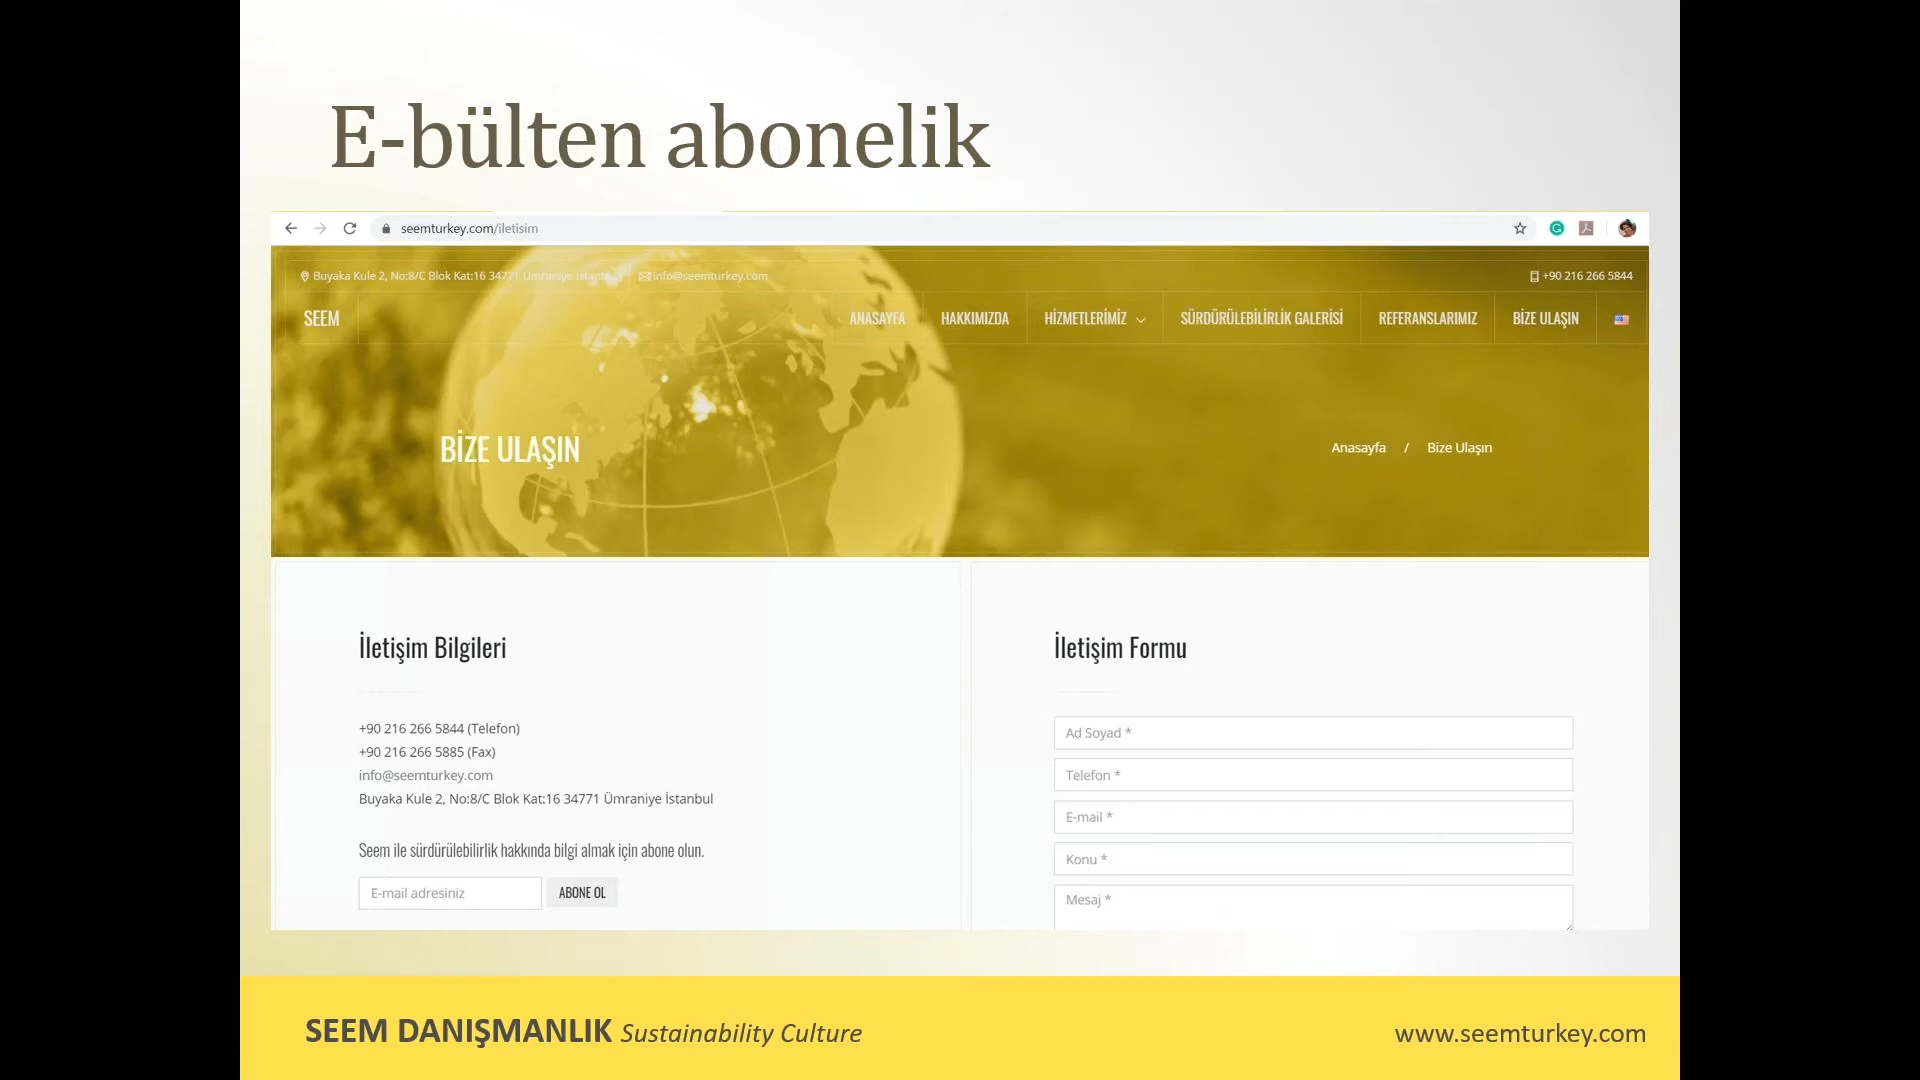 E-bülten abonelik
seemturkey.com/iletisim
Buyaka Kule 2, No:8/C Blok Kat:16 34771 Ümraniye İstanbul info@seemturkey.com +90 216 266 5844
SEEM ANASAYFA HAKKIMIZDA HİZMETLERİMİZ SÜRDÜRÜLEBİLİRLİK GALERİSİ REFERANSLARIMIZ BİZE ULAŞIN
BİZE ULAŞIN
Anasayfa / Bize Ulaşın
İletişim Bilgileri
+90 216 266 5844 (Telefon)
+90 216 266 5885 (Fax)
info@seemturkey.com
Buyaka Kule 2, No:8/C Blok Kat:16 34771 Ümraniye İstanbul
Seem ile sürdürülebilirlik hakkında bilgi almak için abone olun.
E-mail adresiniz ABONE OL
İletişim Formu
Ad Soyad *
Telefon *
E-mail *
Konu *
Mesaj *
SEEM DANIŞMANLIK Sustainability Culture
www.seemturkey.com